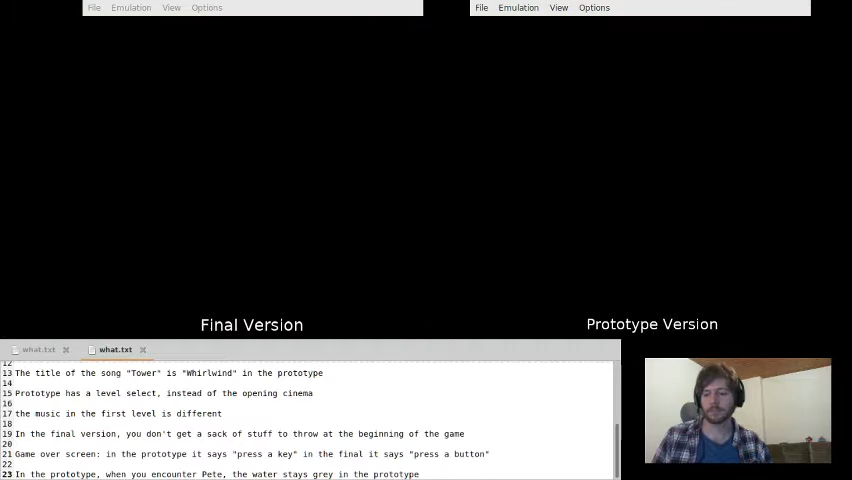 File Emulation View Options
File Emulation View Options
Final Version
Prototype Version
what.txt
what.txt
12
13 The title of the song "Tower" is "Whirlwind" in the prototype
14
15 Prototype has a level select, instead of the opening cinema
16
17 the music in the first level is different
18
19 In the final version, you don't get a sack of stuff to throw at the beginning of the game
20
21 Game over screen: in the prototype it says "press a key" in the final it says "press a button"
22
23 In the prototype, when you encounter Pete, the water stays grey in the prototype